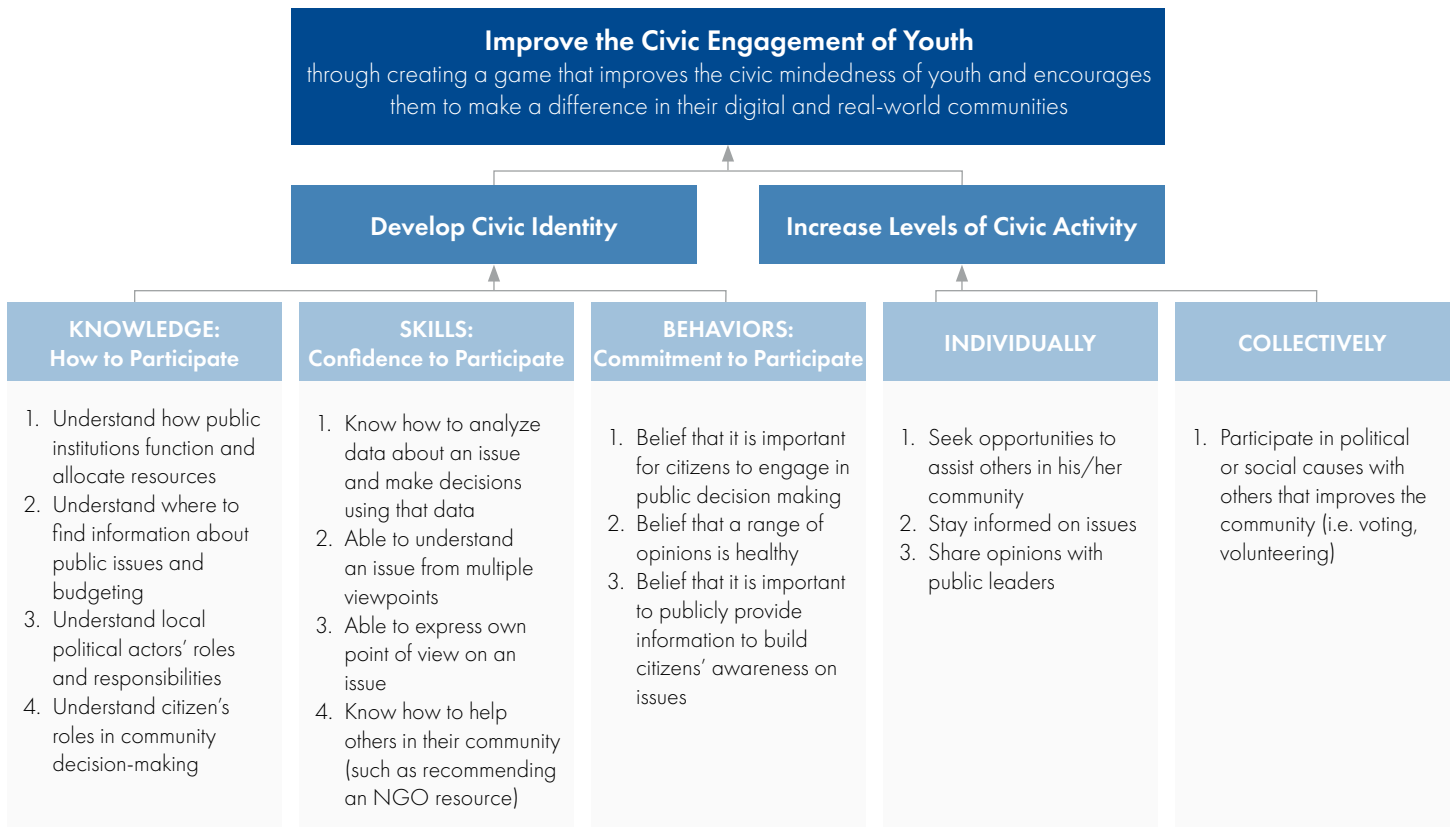 Improve the Civic Engagement of Youth
through creating a game that improves the civic mindedness of youth and encourages
them to make a difference in their digital and real-world communities
Develop Civic Identity
Increase Levels of Civic Activity
KNOWLEDGE:
How to Participate
1. Understand how public
institutions function and
allocate resources
2. Understand where to
find information about
public issues and
budgeting
3. Understand local
political actors' roles
and responsibilities
4. Understand citizen's
roles in community
decision-making
SKILLS:
Confidence to Participate
1. Know how to analyze
data about an issue
and make decisions
using that data
2. Able to understand
an issue from multiple
viewpoints
3. Able to express own
point of view on an
issue
4. Know how to help
others in their community
(such as recommending
an NGO resource)
BEHAVIORS:
Commitment to Participate
1. Belief that it is important
for citizens to engage in
public decision making
2. Belief that a range of
opinions is healthy
3. Belief that it is important
to publicly provide
information to build
citizens' awareness on
issues
INDIVIDUALLY
1. Seek opportunities to
assist others in his/her
community
2. Stay informed on issues
3. Share opinions with
public leaders
COLLECTIVELY
1. Participate in political
or social causes with
others that improves the
community (i.e. voting,
volunteering)